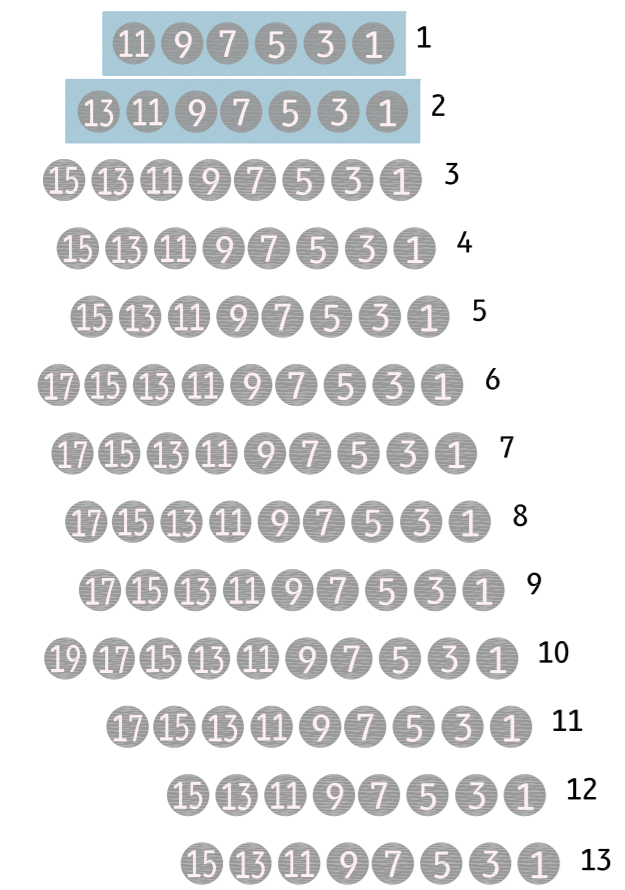 11 9 7 5 3 1 1
13 11 9 7 5 3 1 2
15 13 11 9 7 5 3 1 3
15 13 11 9 7 5 3 1 4
15 13 11 9 7 5 3 1 5
17 15 13 11 9 7 5 3 1 6
17 15 13 11 9 7 5 3 1 7
17 15 13 11 9 7 5 3 1 8
17 15 13 11 9 7 5 3 1 9
19 17 15 13 11 9 7 5 3 1 10
17 15 13 11 9 7 5 3 1 11
15 13 11 9 7 5 3 1 12
15 13 11 9 7 5 3 1 13